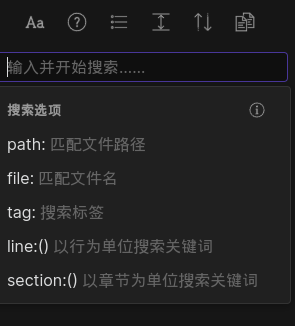 Aa
输入并开始搜索......
搜索选项
path: 匹配文件路径
file: 匹配文件名
tag: 搜索标签
line:() 以行为单位搜索关键词
section:() 以章节为单位搜索关键词